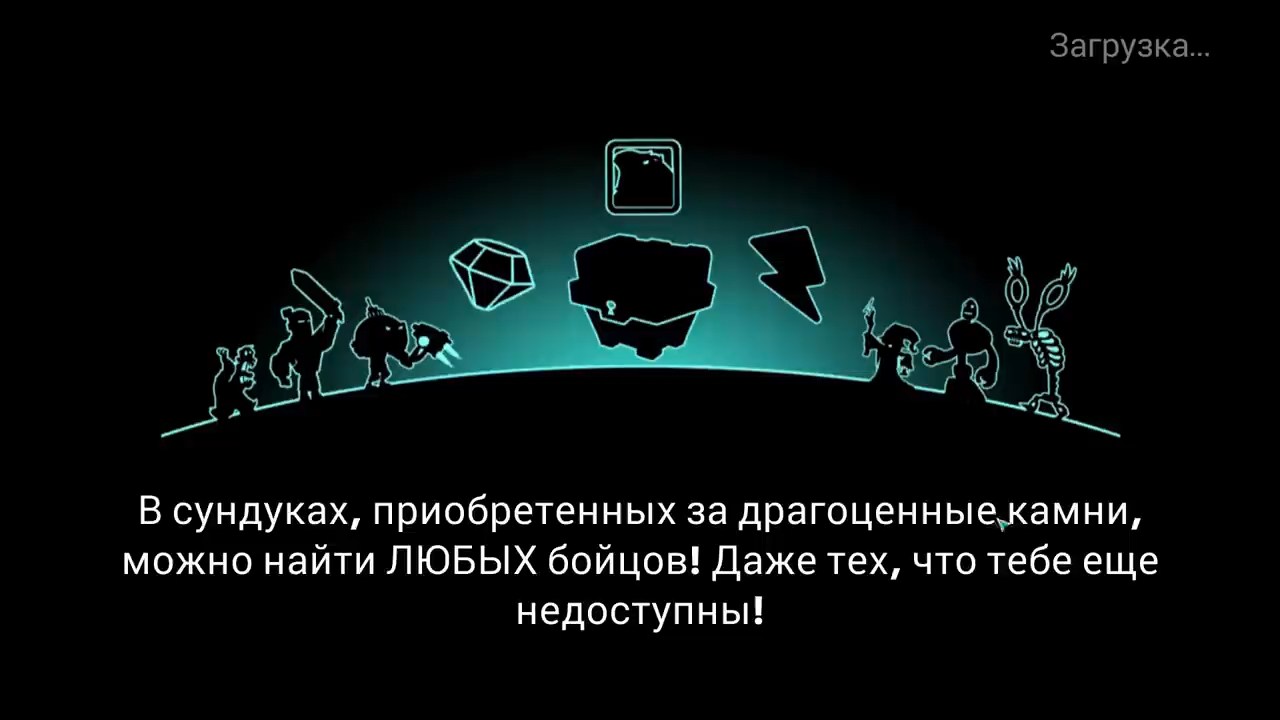 Загрузка...
В сундуках, приобретенных за драгоценные камни,
можно найти ЛЮБЫХ бойцов! Даже тех, что тебе еще
недоступны!